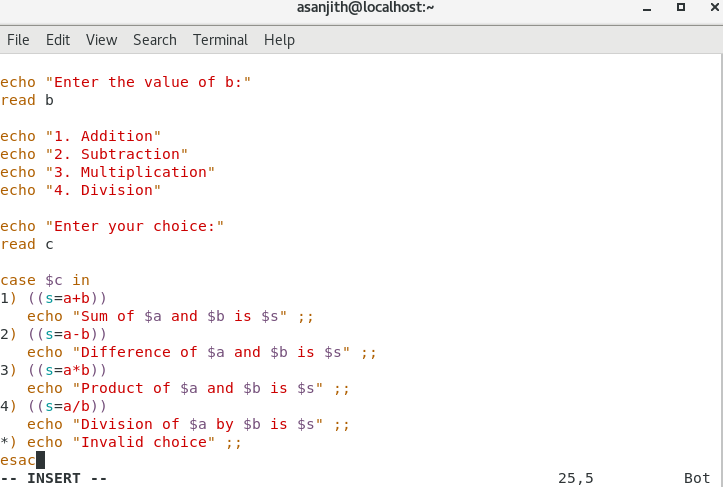 asanjith@localhost:~
File Edit View Search Terminal Help
echo "Enter the value of b:"
read b
echo "1. Addition"
echo "2. Subtraction"
echo "3. Multiplication"
echo "4. Division"
echo "Enter your choice:"
read c
case $c in
1) ((s=a+b))
   echo "Sum of $a and $b is $s" ;;
2) ((s=a-b))
   echo "Difference of $a and $b is $s" ;;
3) ((s=a*b))
   echo "Product of $a and $b is $s" ;;
4) ((s=a/b))
   echo "Division of $a by $b is $s" ;;
*) echo "Invalid choice" ;;
esac
-- INSERT -- 25,5 Bot